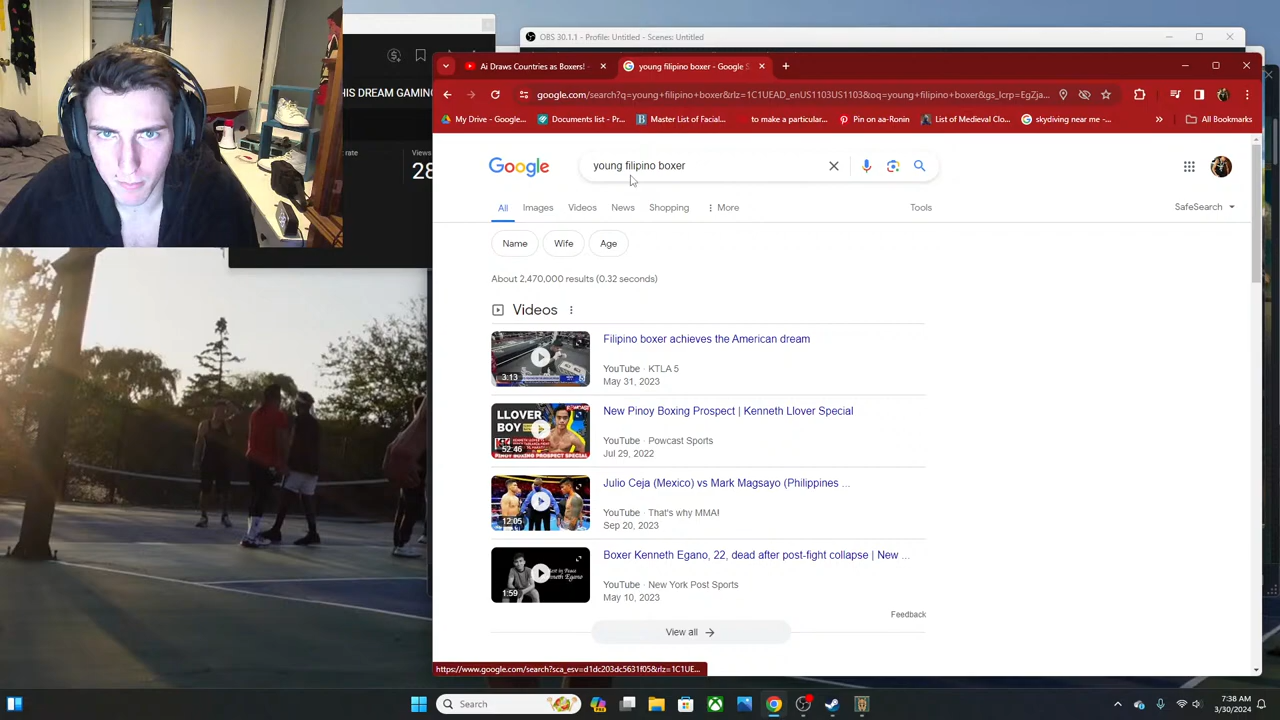 OBS 30.1.1 - Profile: Untitled - Scenes: Untitled
Ai Draws Countries as Boxers! -
young filipino boxer - Google S
google.com/search?q=young+filipino+boxer&rlz=1C1UEAD_enUS1103US1103&oq=young+filipino+boxer&gs_lcrp=EgZja...
My Drive - Google...
Documents list - Pr...
Master List of Facial...
to make a particular...
Pin on aa-Ronin
List of Medieval Clo...
skydiving near me -...
All Bookmarks
HIS DREAM GAMING
rate
Views
28
Google
young filipino boxer
All
Images
Videos
News
Shopping
More
Tools
SafeSearch
Name
Wife
Age
About 2,470,000 results (0.32 seconds)
Videos
Filipino boxer achieves the American dream
YouTube · KTLA 5
May 31, 2023
3:13
New Pinoy Boxing Prospect | Kenneth Llover Special
YouTube · Powcast Sports
Jul 29, 2022
LLOVER
BOY
52:46
PINOY BOXING PROSPECT SPECIAL
Julio Ceja (Mexico) vs Mark Magsayo (Philippines ...
YouTube · That's why MMA!
Sep 20, 2023
12:05
Boxer Kenneth Egano, 22, dead after post-fight collapse | New ...
YouTube · New York Post Sports
May 10, 2023
1:59
Feedback
View all
https://www.google.com/search?sca_esv=d1dc203dc5631f05&rlz=1C1UE...
Search
7:38 AM
3/30/2024